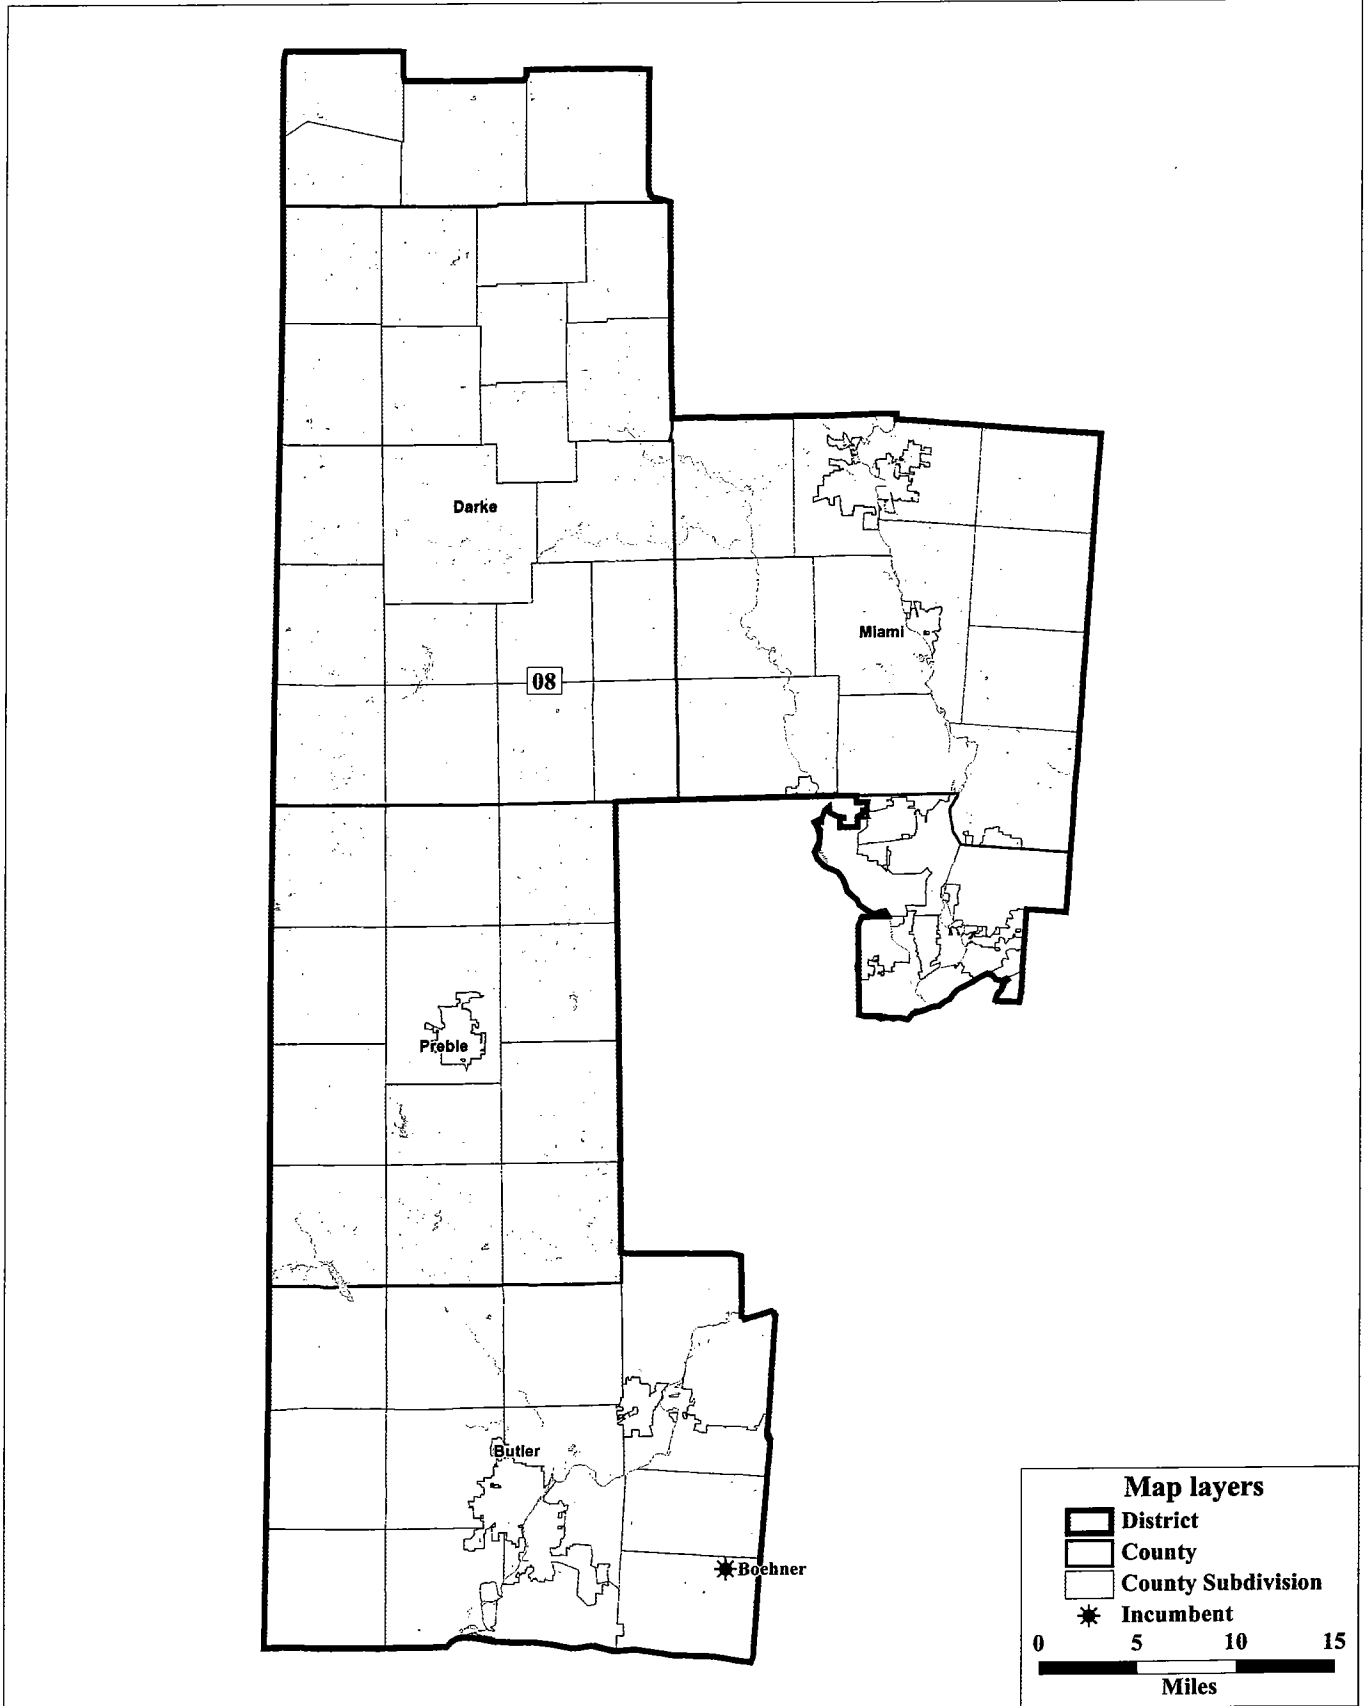 Darke
Miami
08
Preble
Butler
Boehner
Map layers
District
County
County Subdivision
Incumbent
0 5 10 15
Miles